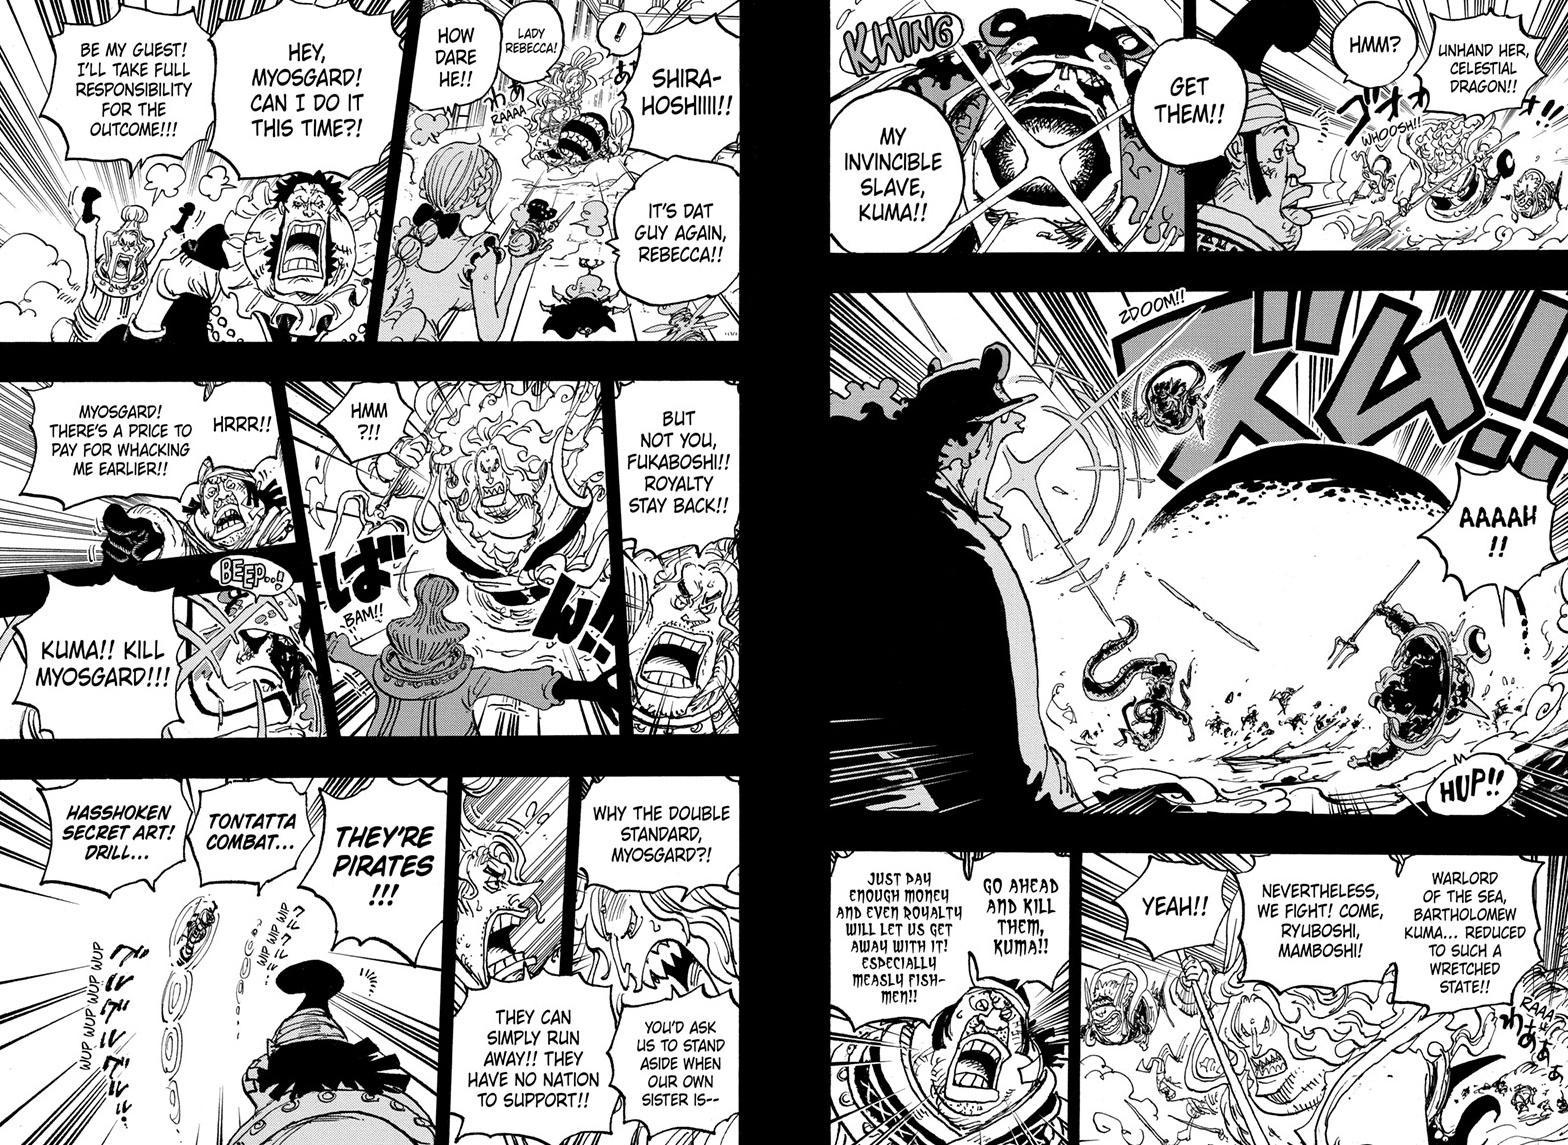 UNHAND HER,
CELESTIAL
DRAGON!!
HMM?
WHOOSH!!
GET
THEM!!
KWING
MY
INVINCIBLE
SLAVE,
KUMA!!
ZDOOM!!
ズム!!
AAAAH
!!
HUP!!
WARLORD
OF THE SEA,
BARTHOLOMEW
KUMA... REDUCED
TO SUCH A
WRETCHED
STATE!!
NEVERTHELESS,
WE FIGHT! COME,
RYUBOSHI,
MAMBOSHI!
YEAH!!
GO AHEAD
AND KILL
THEM,
KUMA!!
JUST PAY
ENOUGH MONEY
AND EVEN ROYALTY
WILL LET US GET
AWAY WITH IT!
ESPECIALLY
MEASLY FISH-
MEN!!
!
SHIRA-
HOSHIIII!!
LADY
REBECCA!
HOW
DARE
HE!!
RAAAA
IT'S DAT
GUY AGAIN,
REBECCA!!
HEY,
MYOSGARD!
CAN I DO IT
THIS TIME?!
BE MY GUEST!
I'LL TAKE FULL
RESPONSIBILITY
FOR THE
OUTCOME!!!
BUT
NOT YOU,
FUKABOSHI!!
ROYALTY
STAY BACK!!
HMM
?!!
ばん!!
BAM!!
HRRR!!
MYOSGARD!
THERE'S A PRICE TO
PAY FOR WHACKING
ME EARLIER!!
BEEP...!
KUMA!! KILL
MYOSGARD!!!
WHY THE DOUBLE
STANDARD,
MYOSGARD?!
YOU'D ASK
US TO STAND
ASIDE WHEN
OUR OWN
SISTER IS--
THEY CAN
SIMPLY RUN
AWAY!! THEY
HAVE NO NATION
TO SUPPORT!!
THEY'RE
PIRATES
!!!
TONTATTA
COMBAT...
HASSHOKEN
SECRET ART!
DRILL...
WIP WIP WIP
WUP WUP WUP WUP